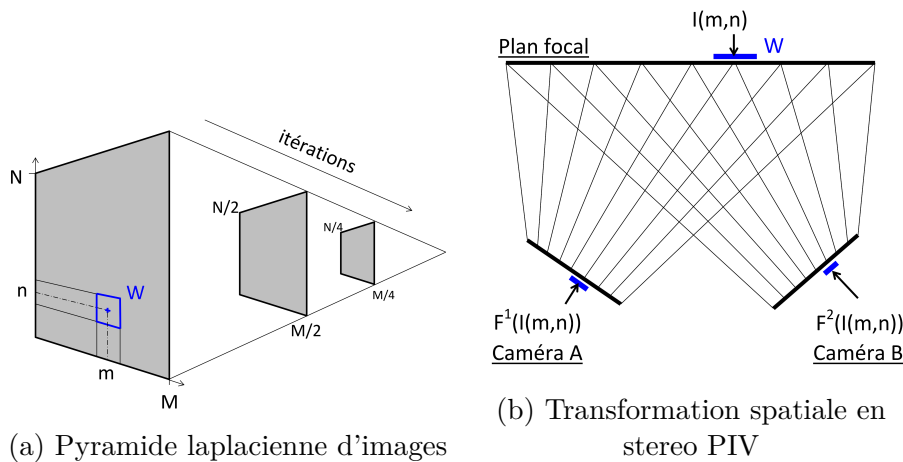 N
n
W
m
M
itérations
N/2
M/2
N/4
M/4
(a) Pyramide laplacienne d'images
I(m,n)
Plan focal
W
F¹(I(m,n))
Caméra A
F²(I(m,n))
Caméra B
(b) Transformation spatiale en
stereo PIV